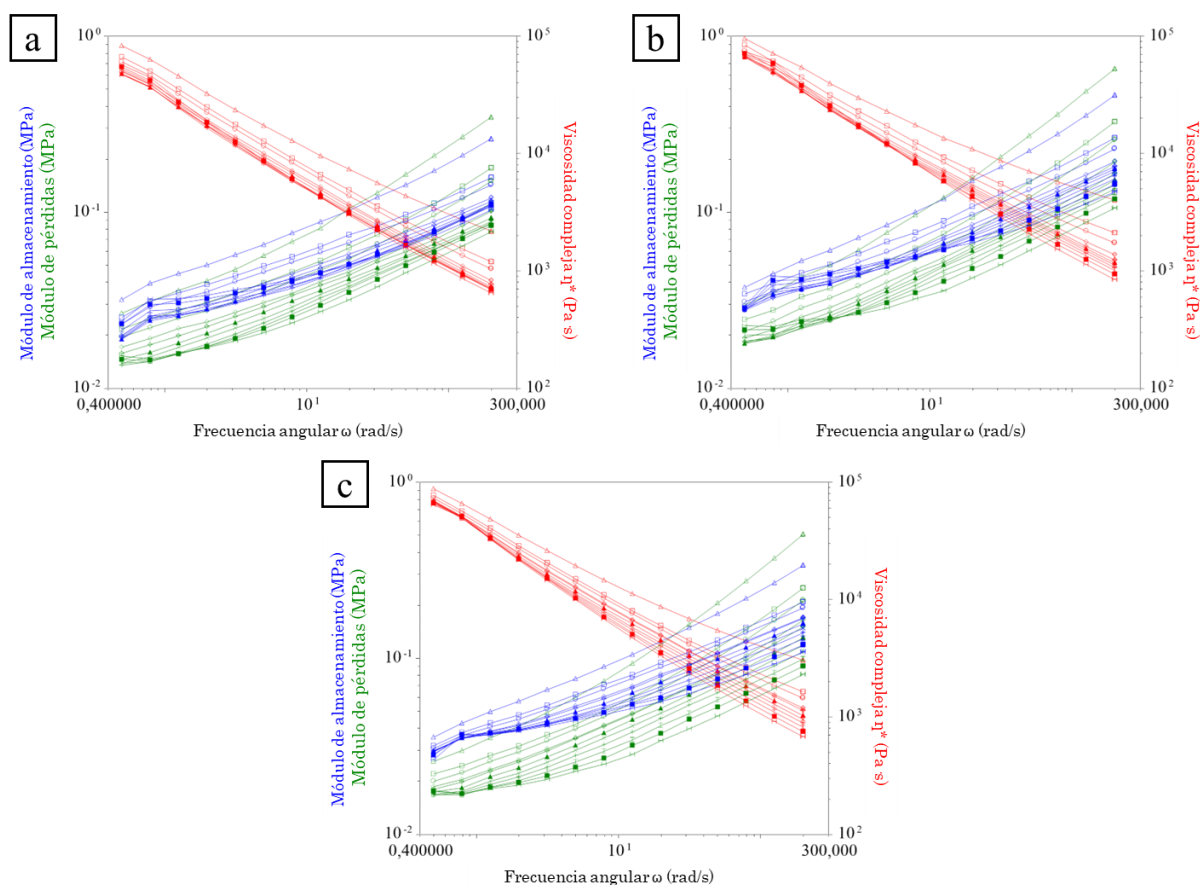 a
10⁰
10⁻¹
10⁻²
Módulo de almacenamiento (MPa)
Módulo de pérdidas (MPa)
10⁵
10⁴
10³
10²
Viscosidad compleja η* (Pa·s)
0,400000
10¹
300,000
Frecuencia angular ω (rad/s)
b
10⁰
10⁻¹
10⁻²
Módulo de almacenamiento (MPa)
Módulo de pérdidas (MPa)
10⁵
10⁴
10³
10²
Viscosidad compleja η* (Pa·s)
0,400000
10¹
300,000
Frecuencia angular ω (rad/s)
c
10⁰
10⁻¹
10⁻²
Módulo de almacenamiento (MPa)
Módulo de pérdidas (MPa)
10⁵
10⁴
10³
10²
Viscosidad compleja η* (Pa·s)
0,400000
10¹
300,000
Frecuencia angular ω (rad/s)